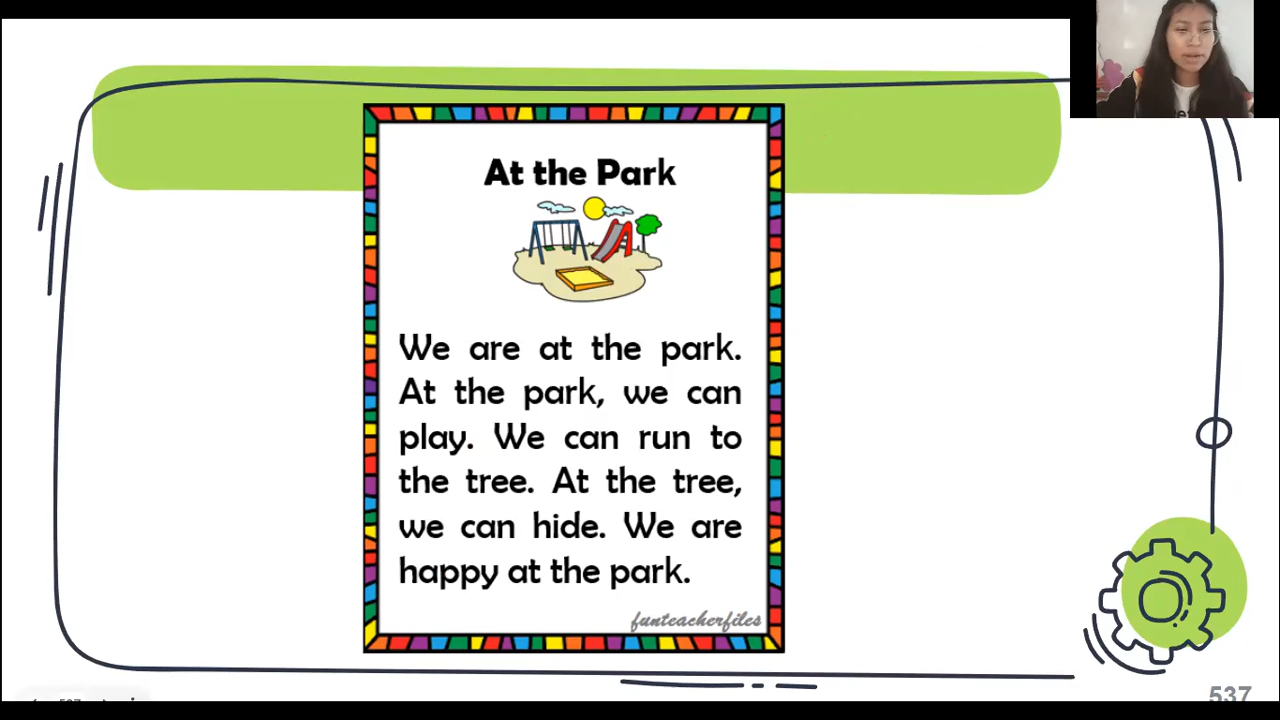 At the Park
We are at the park.
At the park, we can
play. We can run to
the tree. At the tree,
we can hide. We are
happy at the park.
funteacherfiles
537